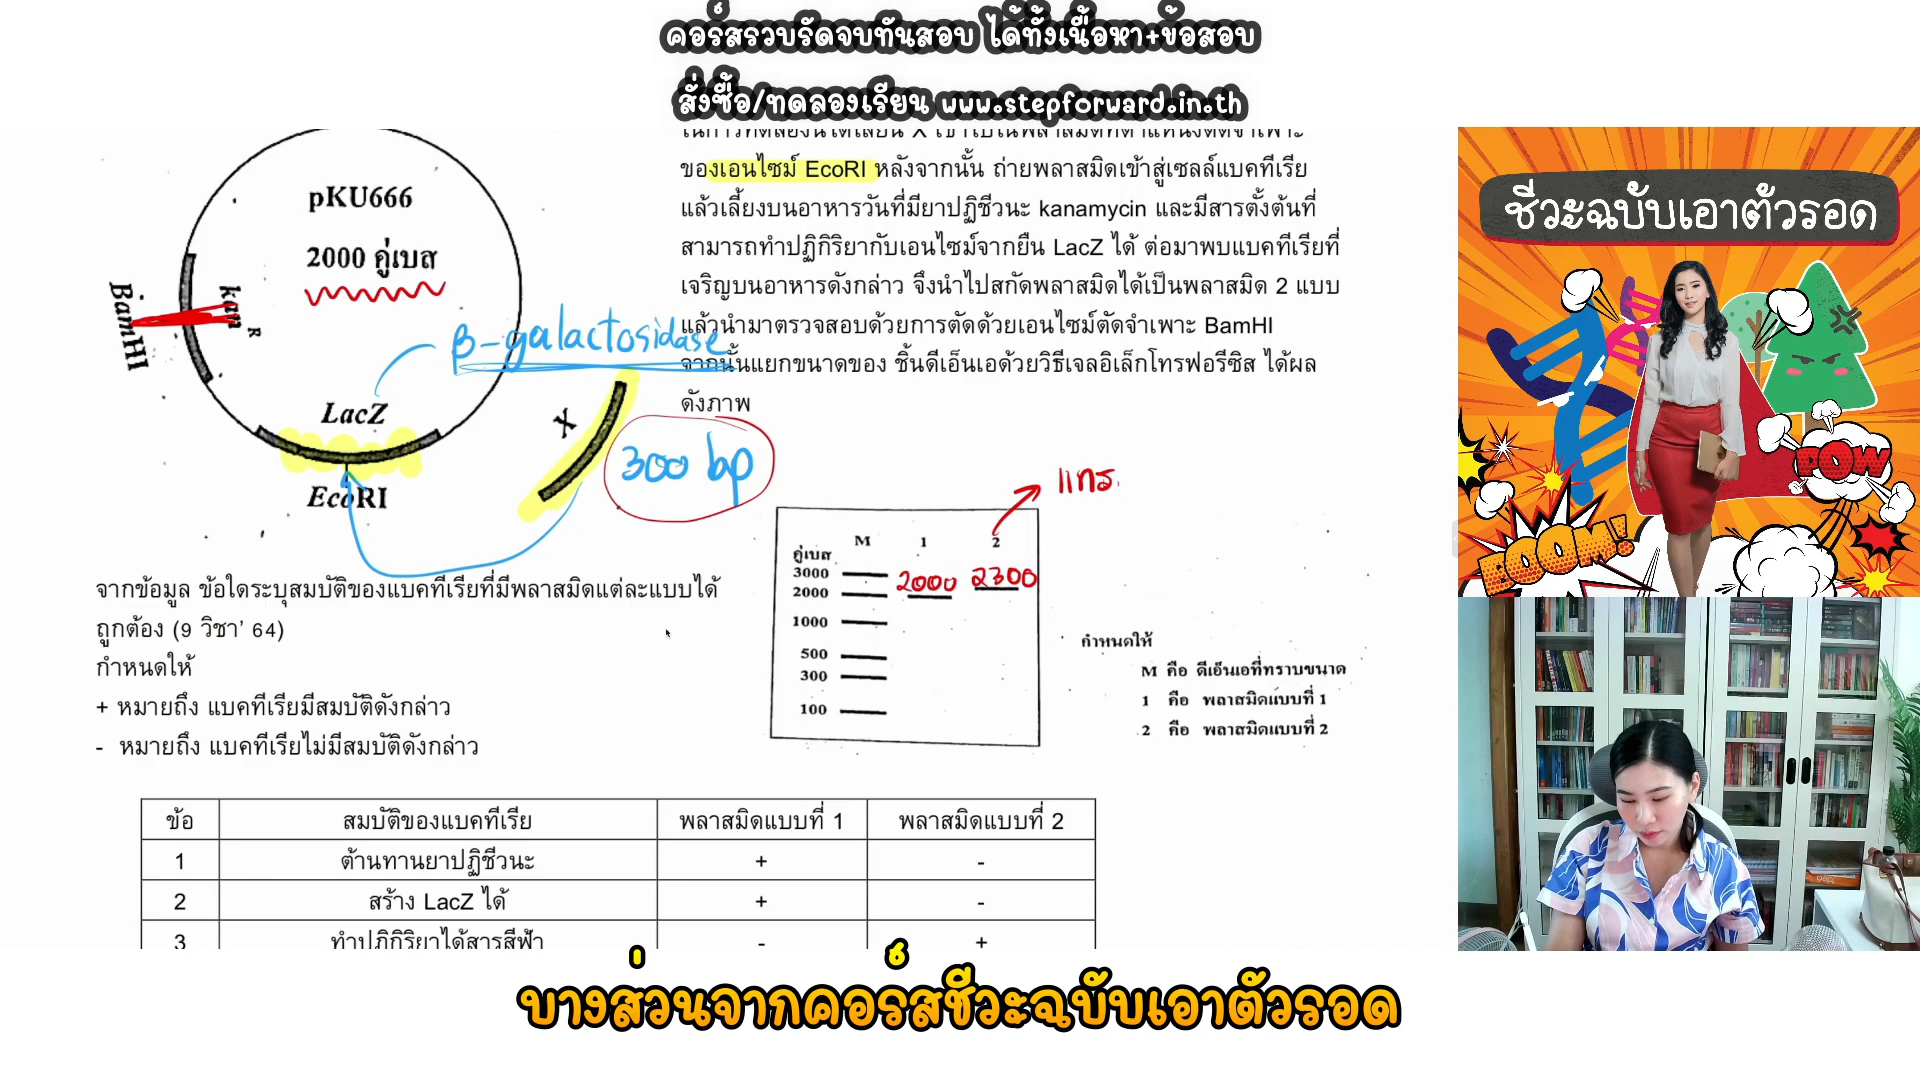 คอร์สรวบรัดจบทันสอบ ได้ทั้งเนื้อหา+ข้อสอบ
สั่งซื้อ/ทดลองเรียน www.stepforward.in.th
ของเอนไซม์ EcoRI หลังจากนั้น ถ่ายพลาสมิดเข้าสู่เซลล์แบคทีเรีย
แล้วเลี้ยงบนอาหารวันที่มียาปฏิชีวนะ kanamycin และมีสารตั้งต้นที่
สามารถทำปฏิกิริยากับเอนไซม์จากยืน LacZ ได้ ต่อมาพบแบคทีเรียที่
เจริญบนอาหารดังกล่าว จึงนำไปสกัดพลาสมิดได้เป็นพลาสมิด 2 แบบ
แล้วนำมาตรวจสอบด้วยการตัดด้วยเอนไซม์ตัดจำเพาะ BamHI
จากนั้นแยกขนาดของ ชิ้นดีเอ็นเอด้วยวิธีเจลอิเล็กโทรฟอรีซิส ได้ผล
ดังภาพ
pKU666
2000 คู่เบส
BamHI
kan R
β-galactosidase
LacZ
X
EcoRI
300 bp
แทร
คู่เบส M 1 2
3000
2000 2000 2300
1000
500
300
100
กำหนดให้
M คือ ดีเอ็นเอที่ทราบขนาด
1 คือ พลาสมิดแบบที่ 1
2 คือ พลาสมิดแบบที่ 2
จากข้อมูล ข้อใดระบุสมบัติของแบคทีเรียที่มีพลาสมิดแต่ละแบบได้
ถูกต้อง (9 วิชา' 64)
กำหนดให้
+ หมายถึง แบคทีเรียมีสมบัติดังกล่าว
- หมายถึง แบคทีเรียไม่มีสมบัติดังกล่าว
ข้อ สมบัติของแบคทีเรีย พลาสมิดแบบที่ 1 พลาสมิดแบบที่ 2
1 ต้านทานยาปฏิชีวนะ + -
2 สร้าง LacZ ได้ + -
3 ทำปฏิกิริยาได้สารสีฟ้า - +
ชีวะฉบับเอาตัวรอด
POW
BOOM!
บางส่วนจากคอร์สชีวะฉบับเอาตัวรอด